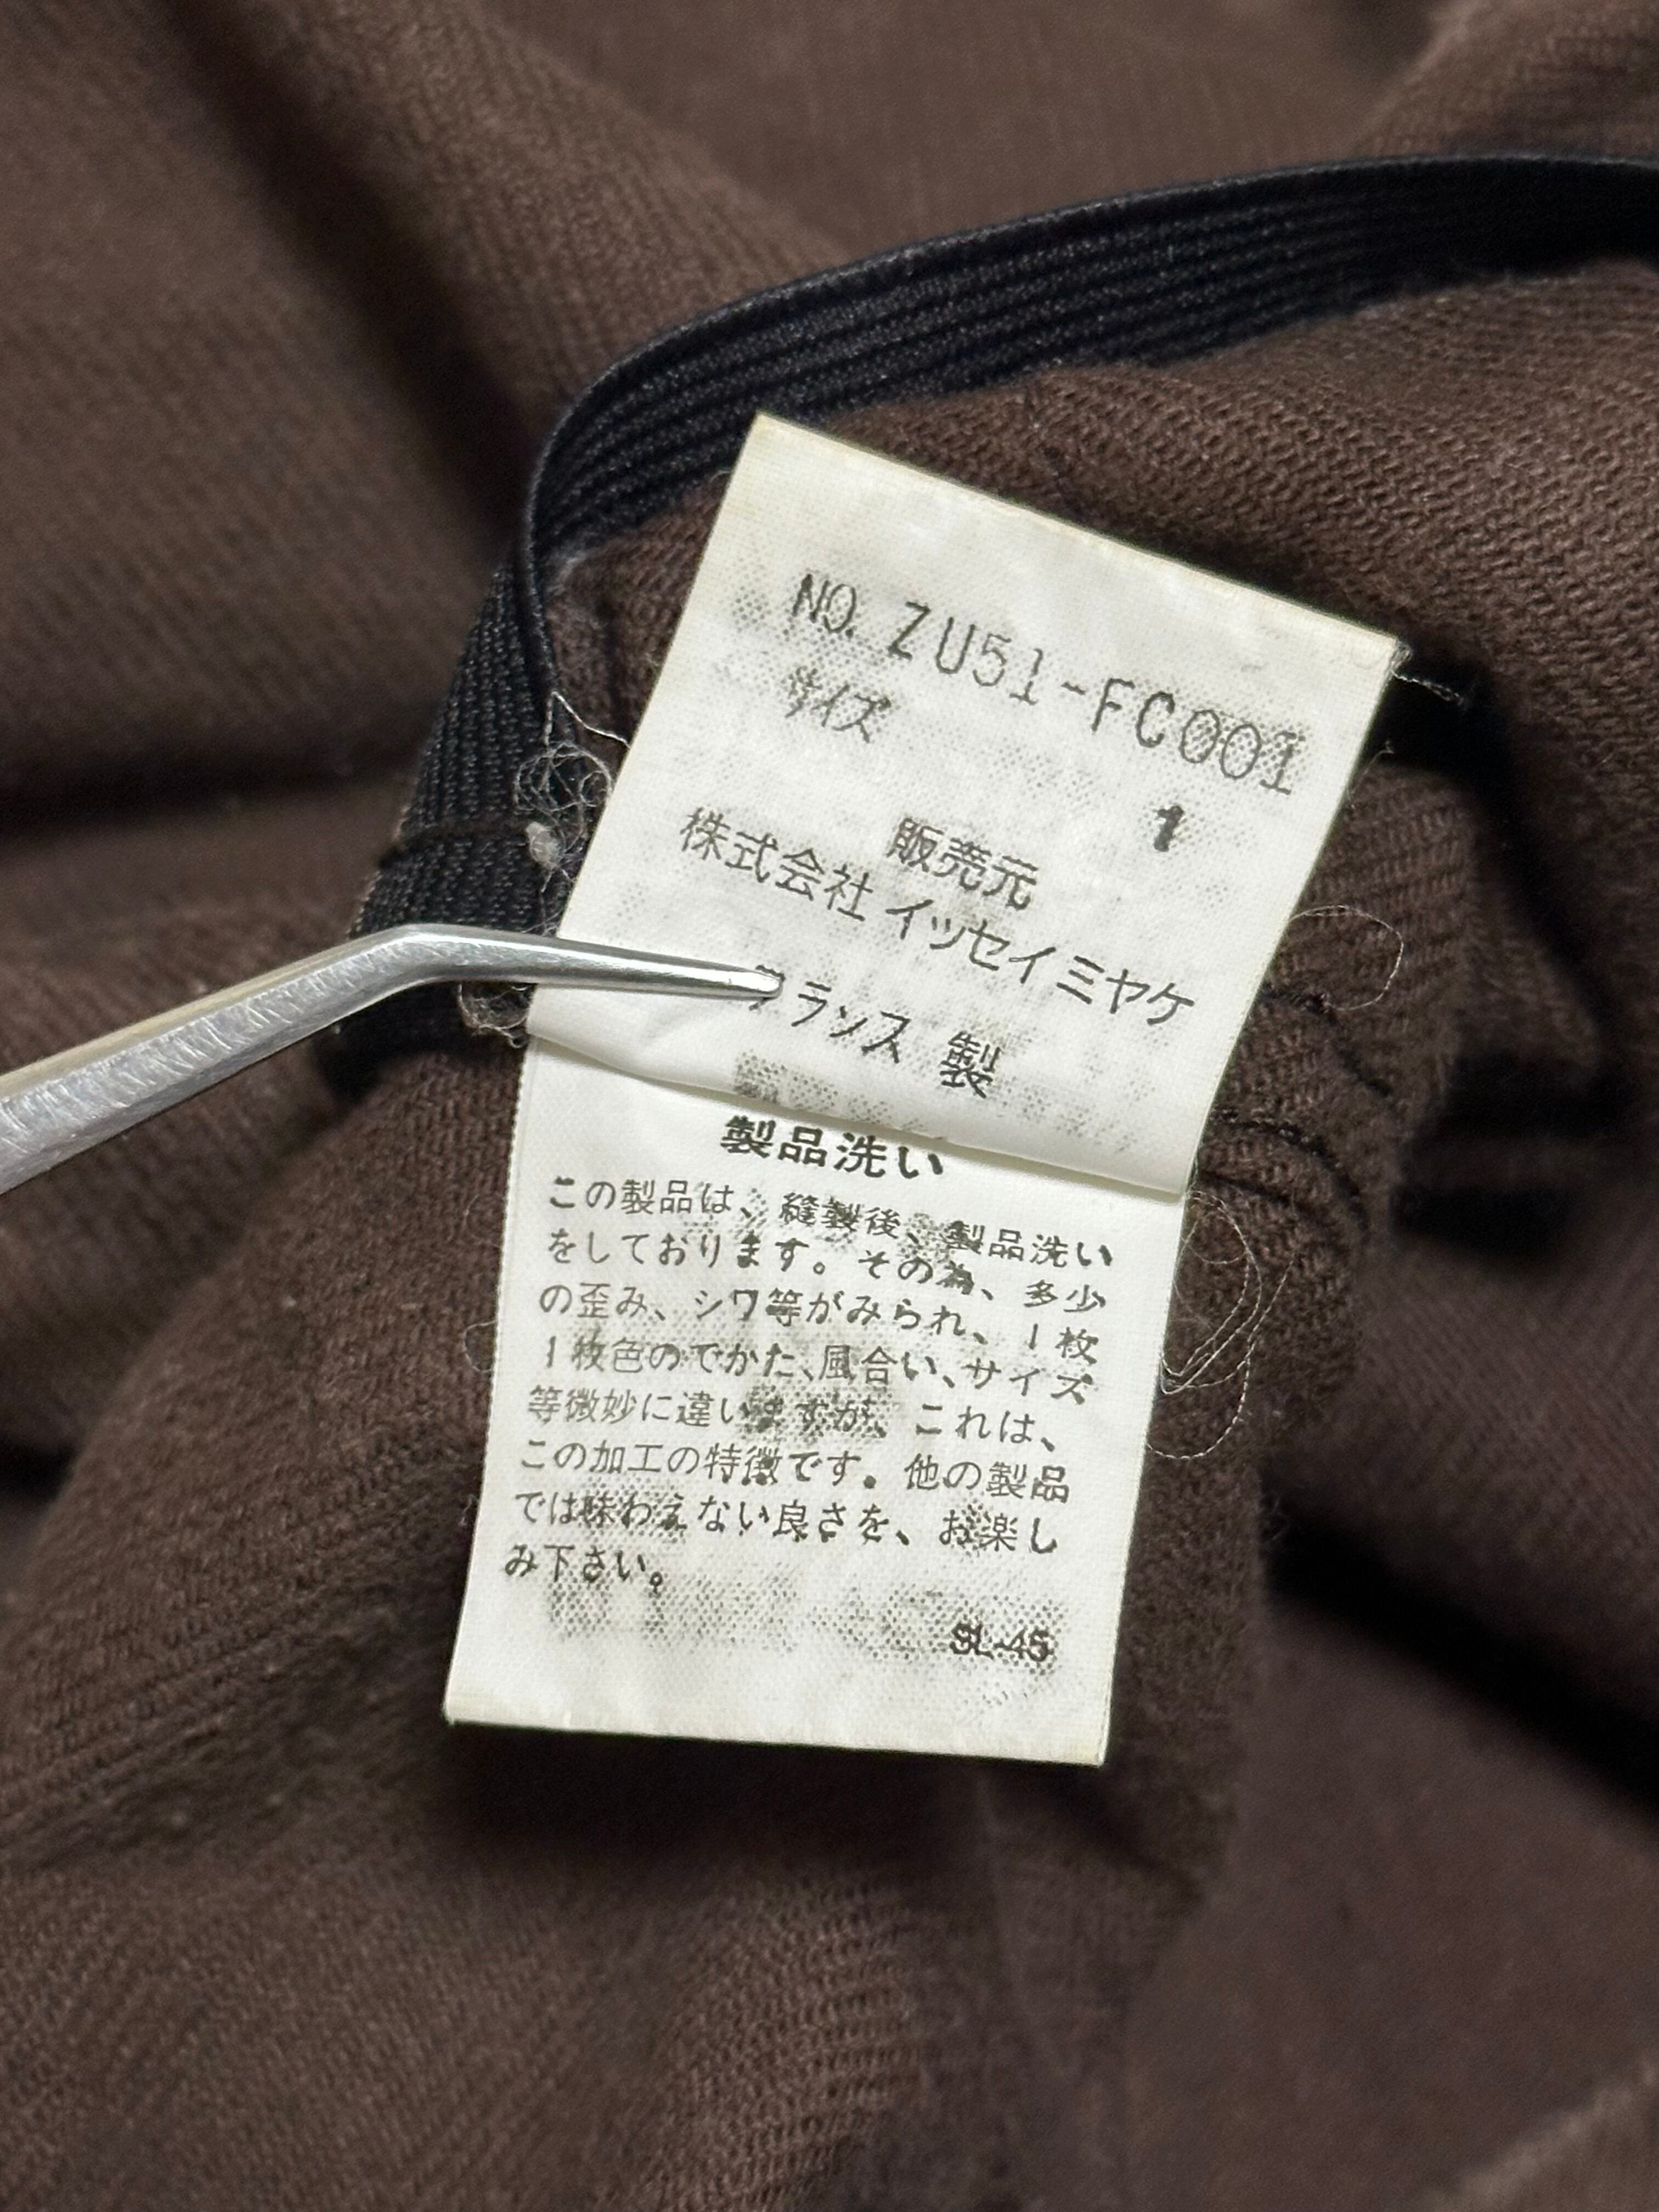 NO. ZU51-FC001
サイズ 1
販売元
株式会社 イッセイミヤケ
フランス 製
製品洗い
この製品は、縫製後、製品洗い
をしております。その為、多少
の歪み、シワ等がみられ、1枚
1枚色のでかた、風合い、サイズ
等微妙に違いますが、これは、
この加工の特徴です。他の製品
では味わえない良さを、お楽し
み下さい。
SL-45